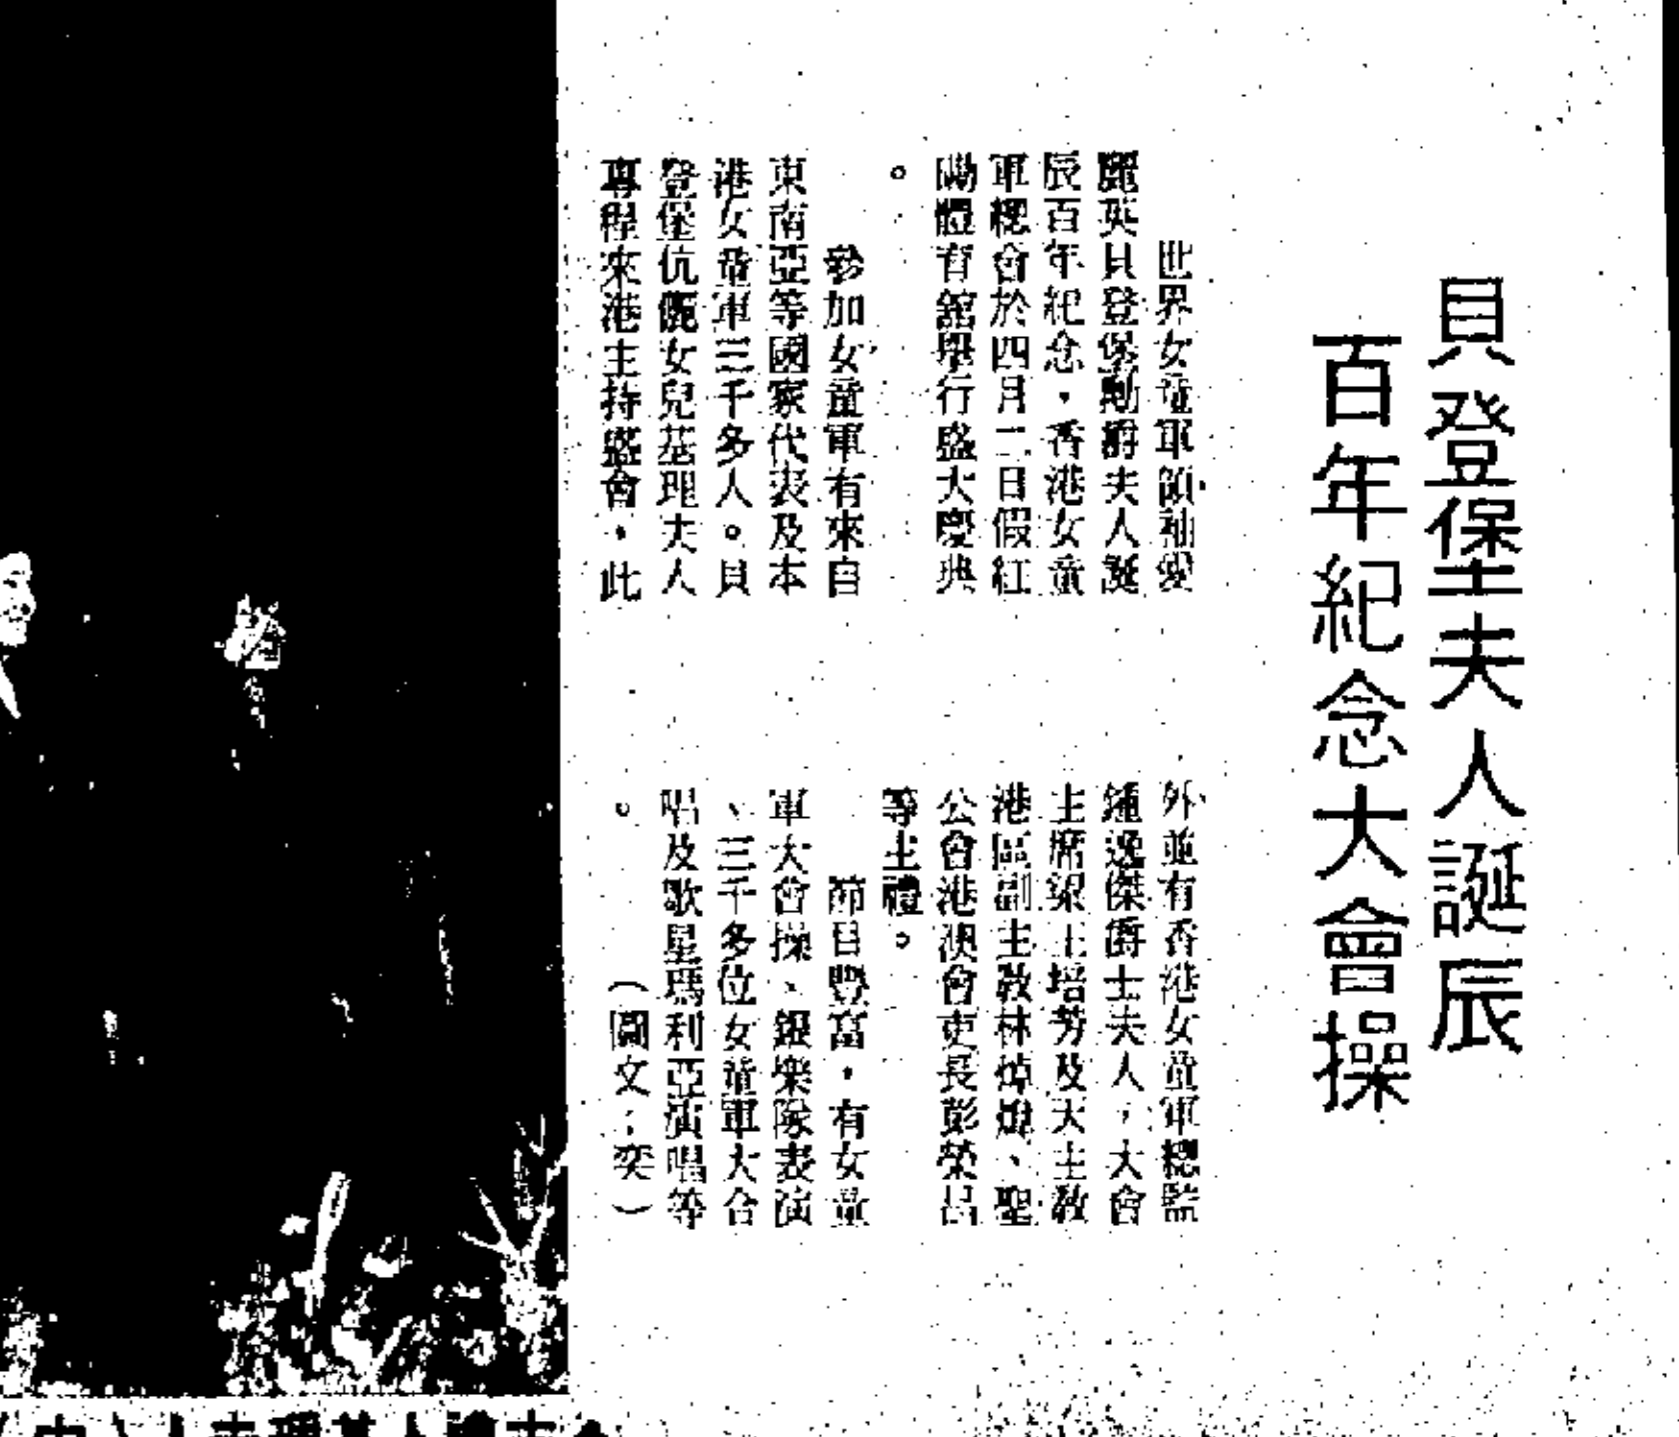 貝登堡夫人誕辰
百年紀念大會操
世界女童軍領袖愛
麗英貝登堡勳爵夫人誕
辰百年紀念，香港女童
軍總會於四月二日假紅
磡體育館舉行盛大慶典
。
參加女童軍有來自
東南亞等國家代表及本
港女童軍三千多人。貝
登堡伉儷女兒基理夫人
專程來港主持盛會，此
外並有香港女童軍總監
鍾逸傑爵士夫人，大會
主席梁王培芳及天主教
港區副主教林焯煒、聖
公會港澳會吏長彭榮昌
等主禮。
節目豐富，有女童
軍大會操、銀樂隊表演
、三千多位女童軍大合
唱及歌星瑪利亞演唱等
。　（圖文：奕）